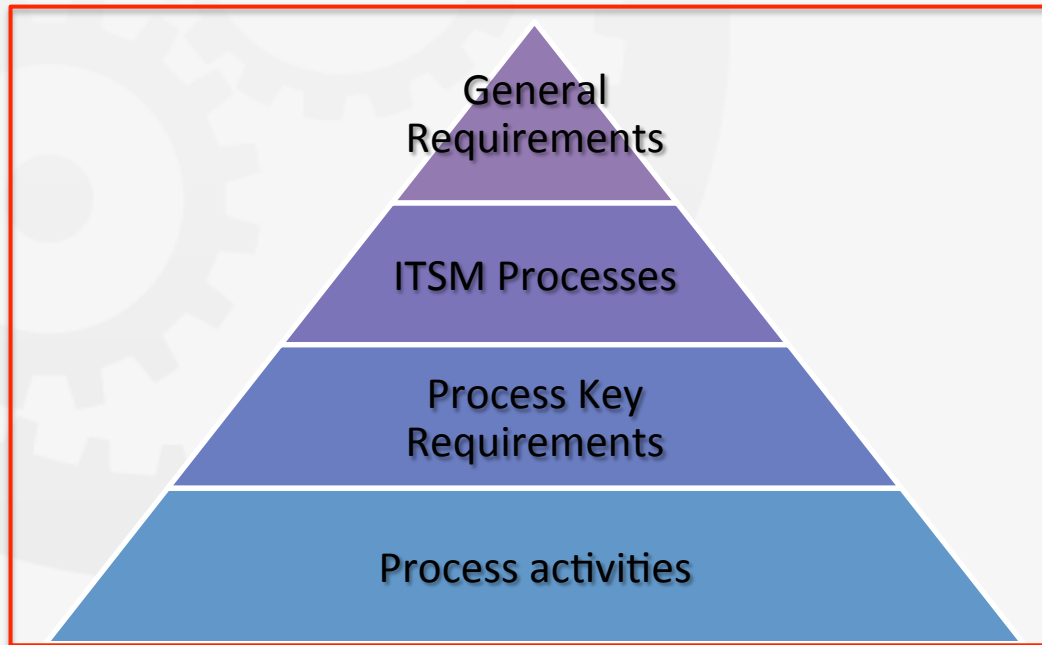 General
Requirements
ITSM Processes
Process Key
Requirements
Process activities